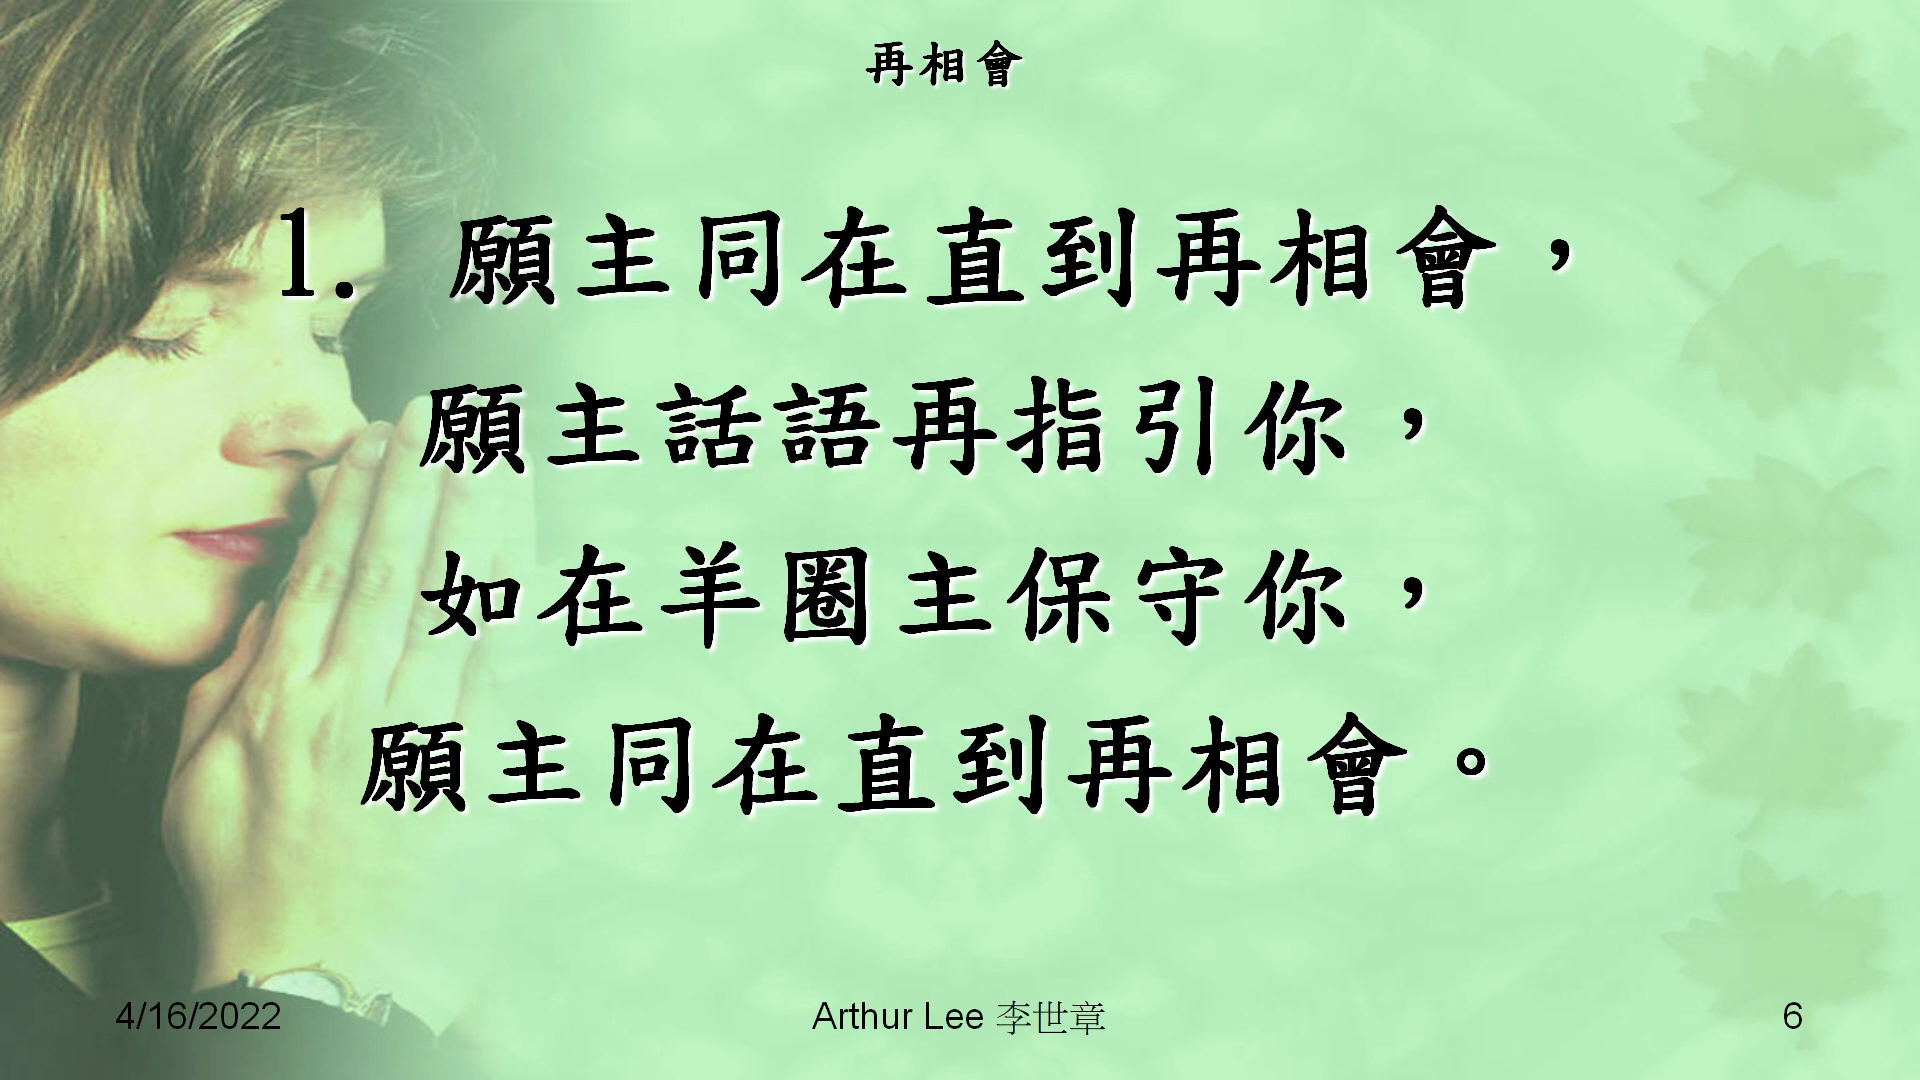 再相會
1. 願主同在直到再相會，
願主話語再指引你，
如在羊圈主保守你，
願主同在直到再相會。
4/16/2022 Arthur Lee 李世章 6